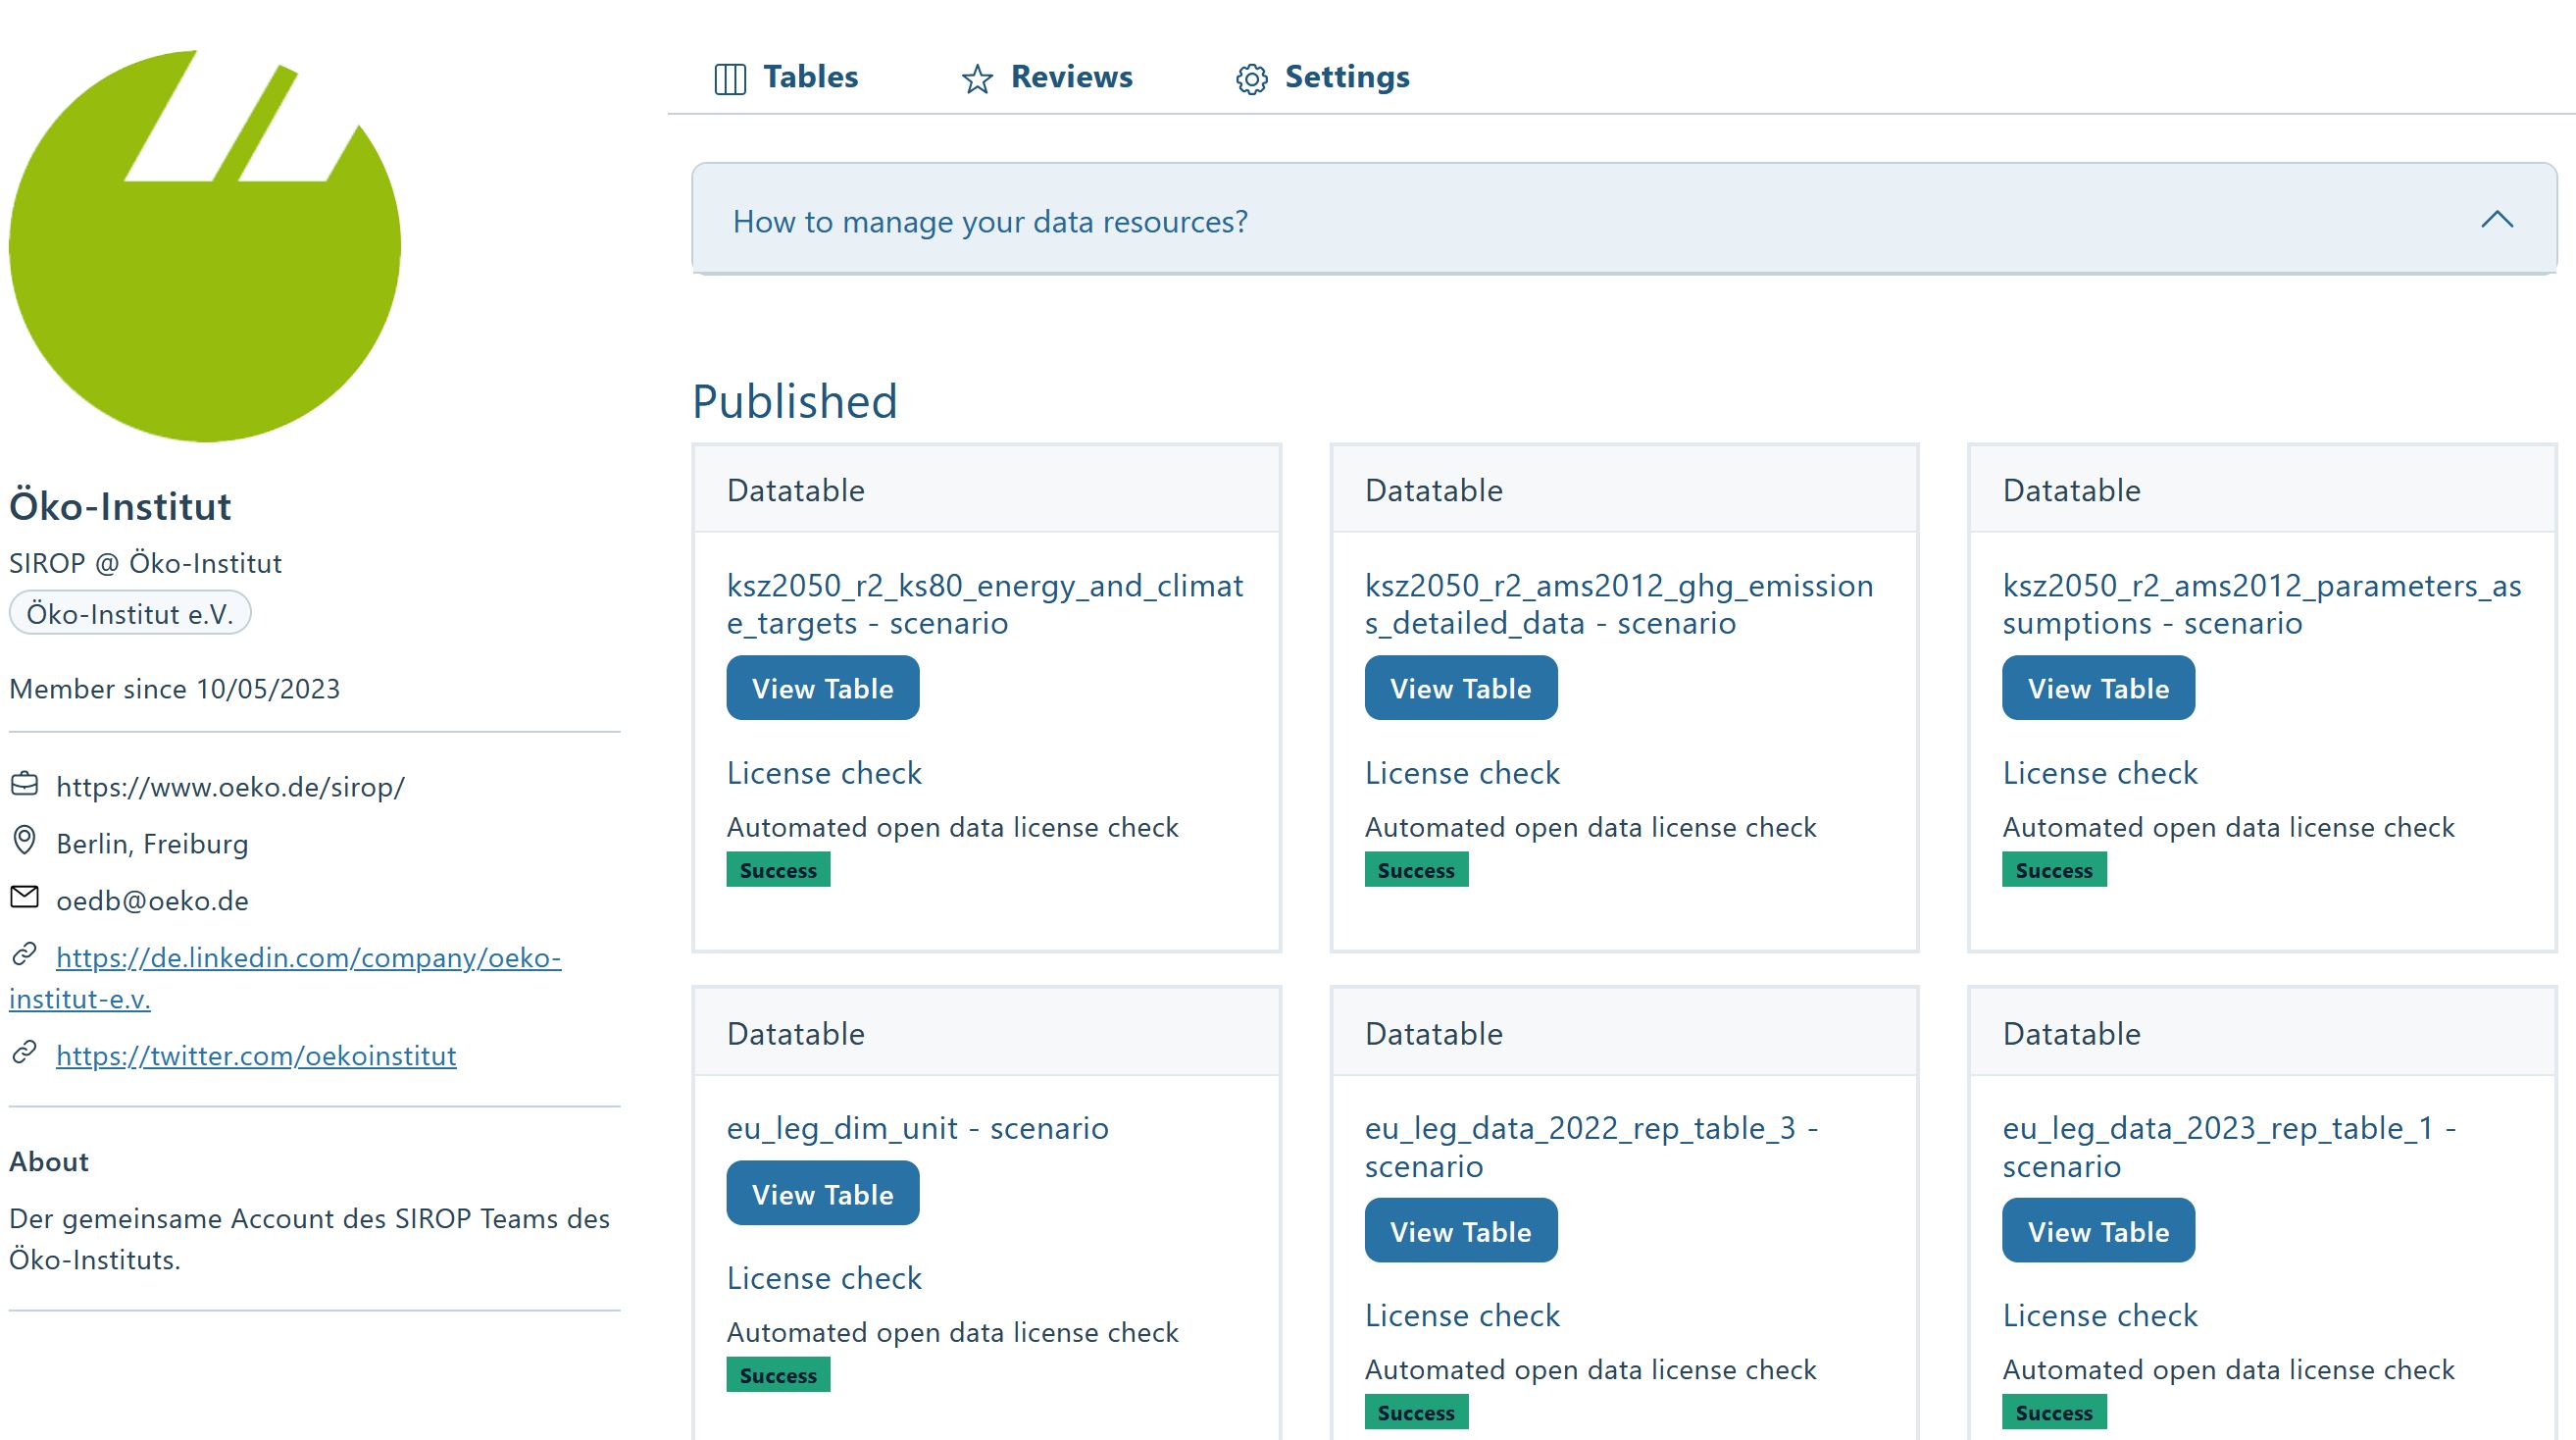 Öko-Institut
SIROP @ Öko-Institut
Öko-Institut e.V.
Member since 10/05/2023
https://www.oeko.de/sirop/
Berlin, Freiburg
oedb@oeko.de
https://de.linkedin.com/company/oeko-
institut-e.v.
https://twitter.com/oekoinstitut
About
Der gemeinsame Account des SIROP Teams des
Öko-Instituts.
Tables
Reviews
Settings
How to manage your data resources?
Published
Datatable
ksz2050_r2_ks80_energy_and_climat
e_targets - scenario
View Table
License check
Automated open data license check
Success
Datatable
ksz2050_r2_ams2012_ghg_emission
s_detailed_data - scenario
View Table
License check
Automated open data license check
Success
Datatable
ksz2050_r2_ams2012_parameters_as
sumptions - scenario
View Table
License check
Automated open data license check
Success
Datatable
eu_leg_dim_unit - scenario
View Table
License check
Automated open data license check
Success
Datatable
eu_leg_data_2022_rep_table_3 -
scenario
View Table
License check
Automated open data license check
Success
Datatable
eu_leg_data_2023_rep_table_1 -
scenario
View Table
License check
Automated open data license check
Success